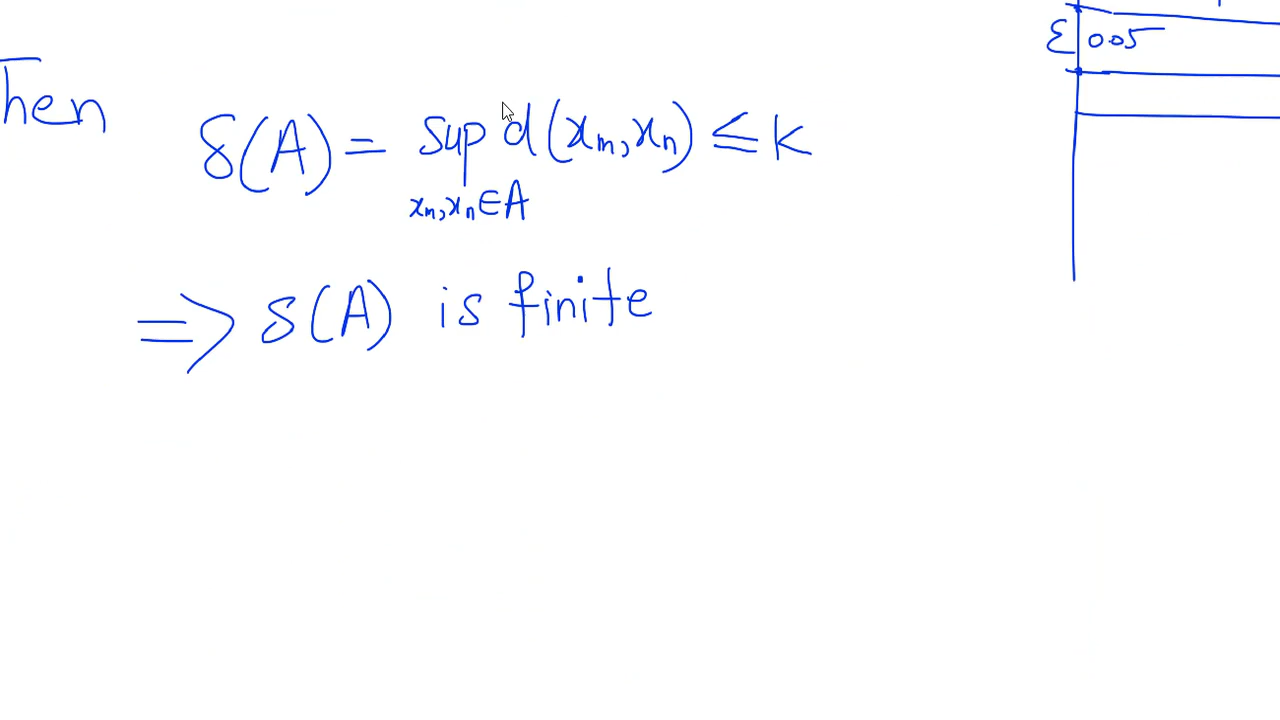 Then
δ(A) = sup d(xₘ, xₙ) ≤ k
xₘ, xₙ ∈ A
⇒ δ(A) is finite
ε 0.05